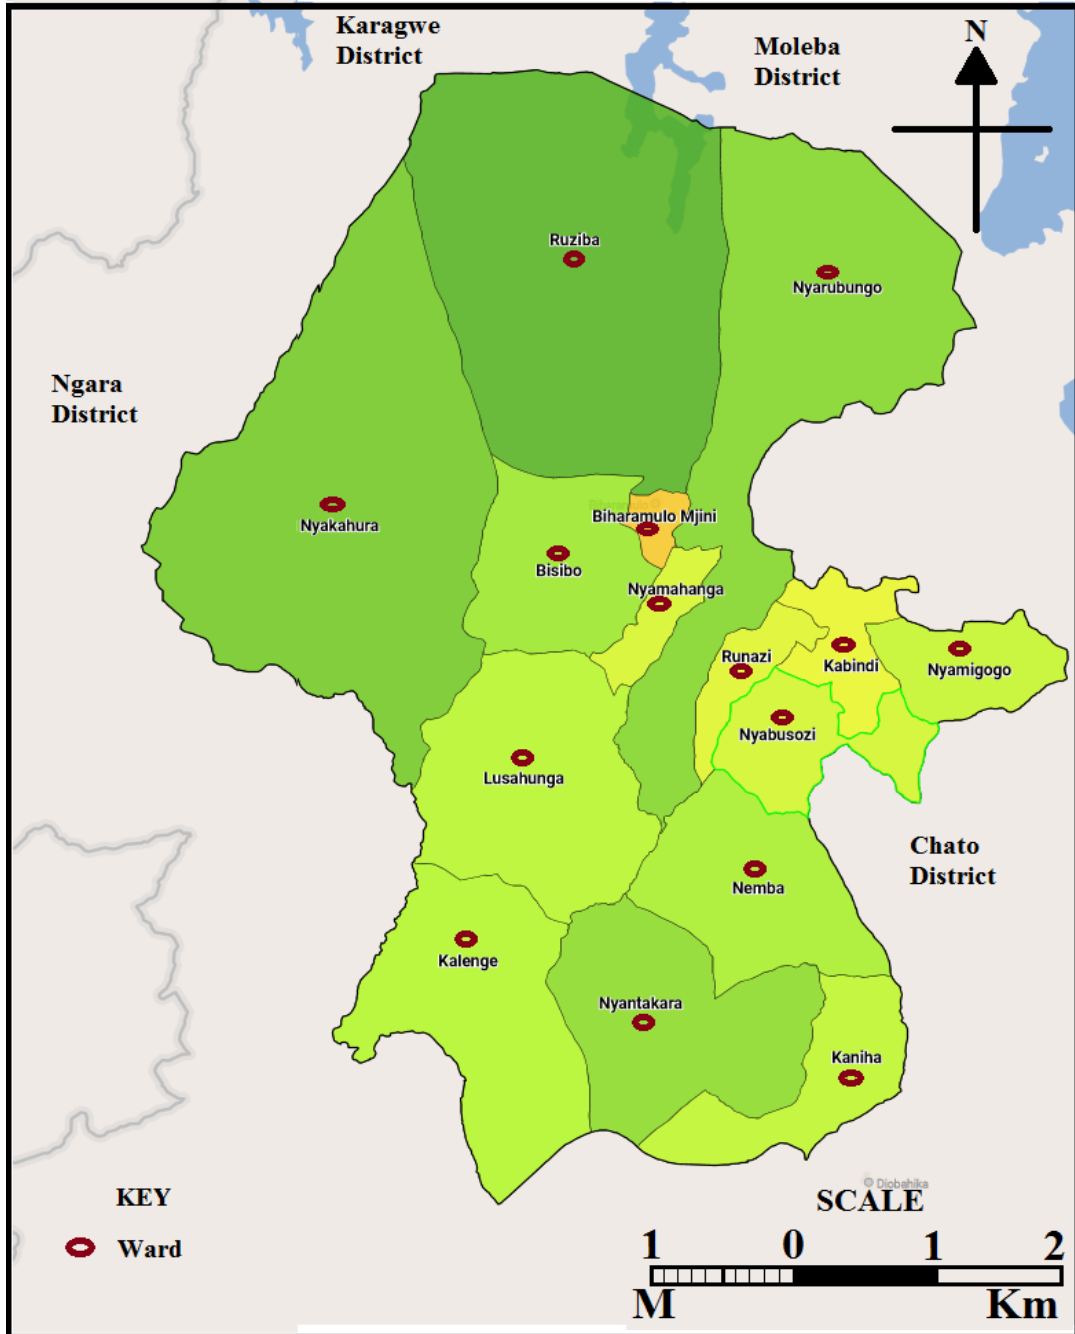 Karagwe
District
Moleba
District
N
Ruziba
Nyarubungo
Ngara
District
Nyakahura
Biharamulo Mjini
Bisibo
Nyamahanga
Runazi
Kabindi
Nyamigogo
Nyabusozi
Lusahunga
Chato
District
Nemba
Kalenge
Nyantakara
Kaniha
Diobahika
KEY
SCALE
Ward
1 0 1 2
M Km